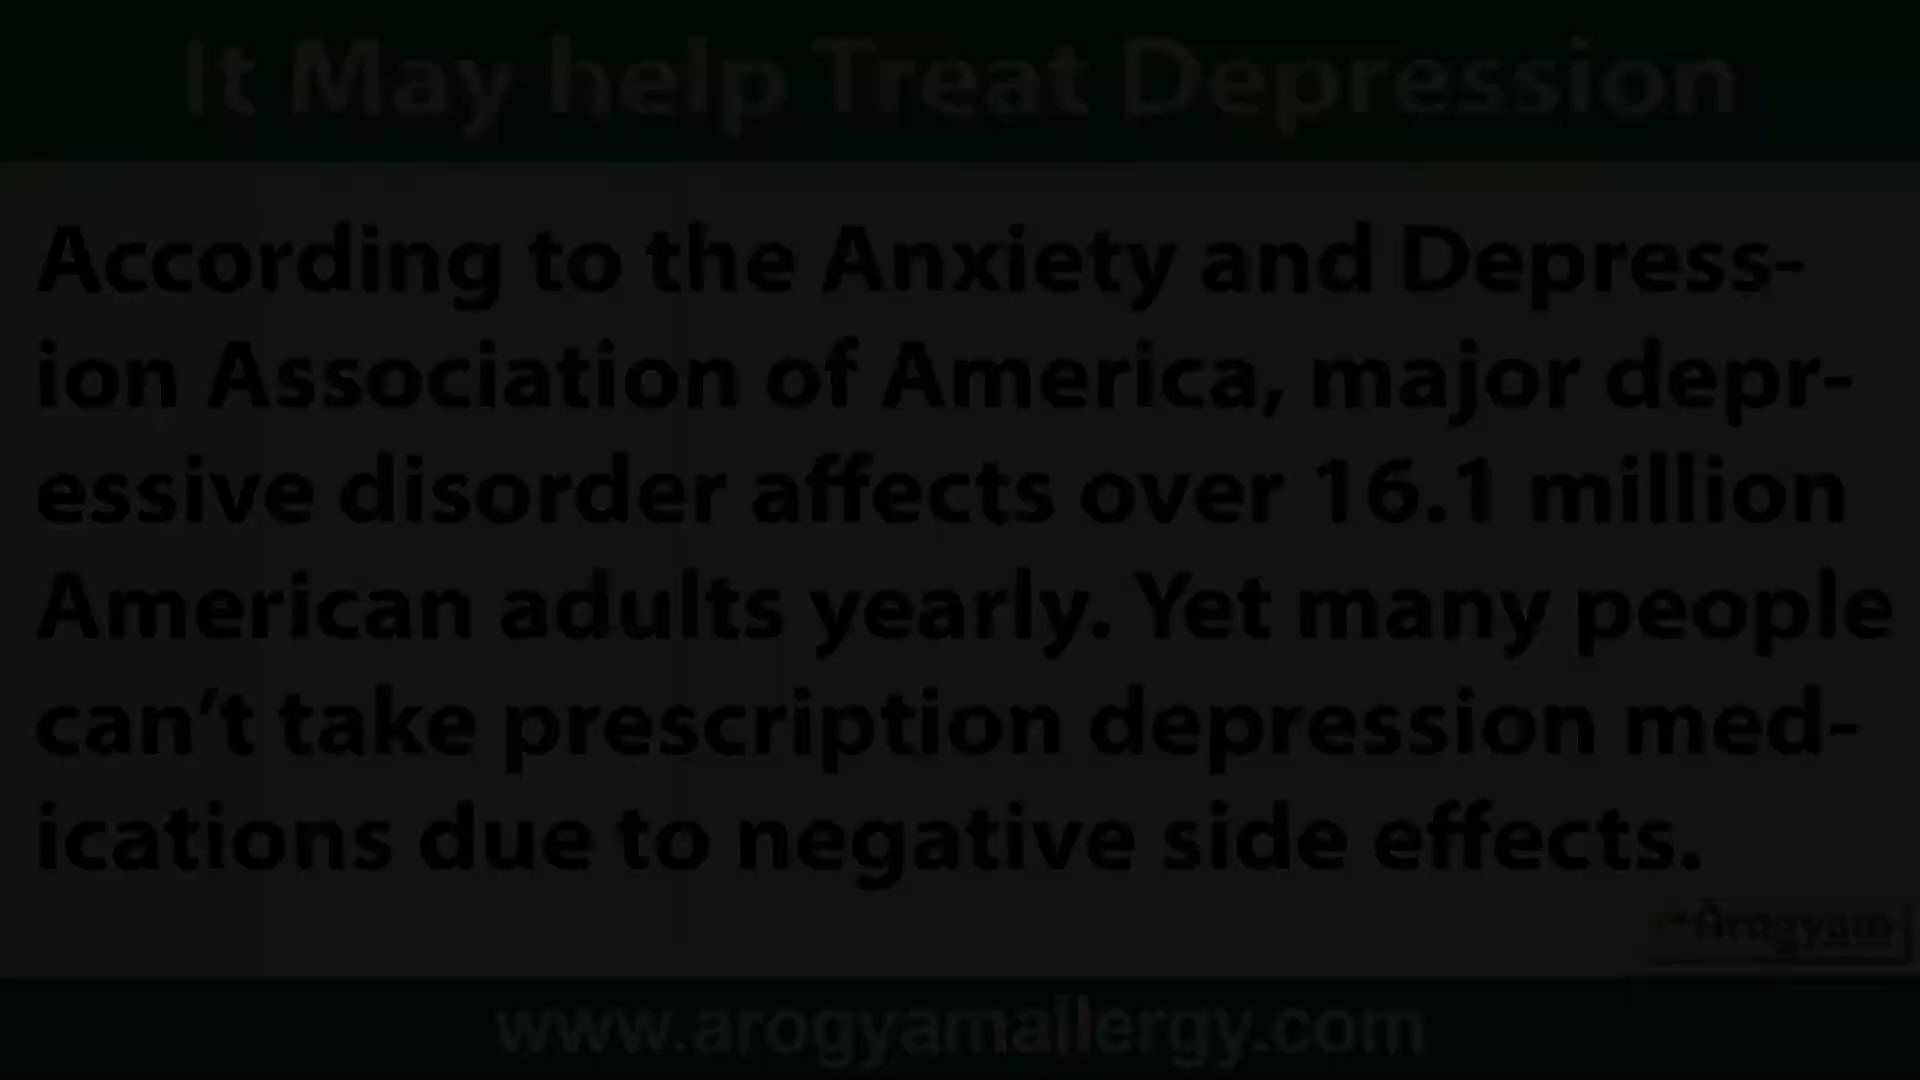 It May help Treat Depression
According to the Anxiety and Depress-
ion Association of America, major depr-
essive disorder affects over 16.1 million
American adults yearly. Yet many people
can't take prescription depression med-
ications due to negative side effects.
Arogyam
www.arogyamallergy.com